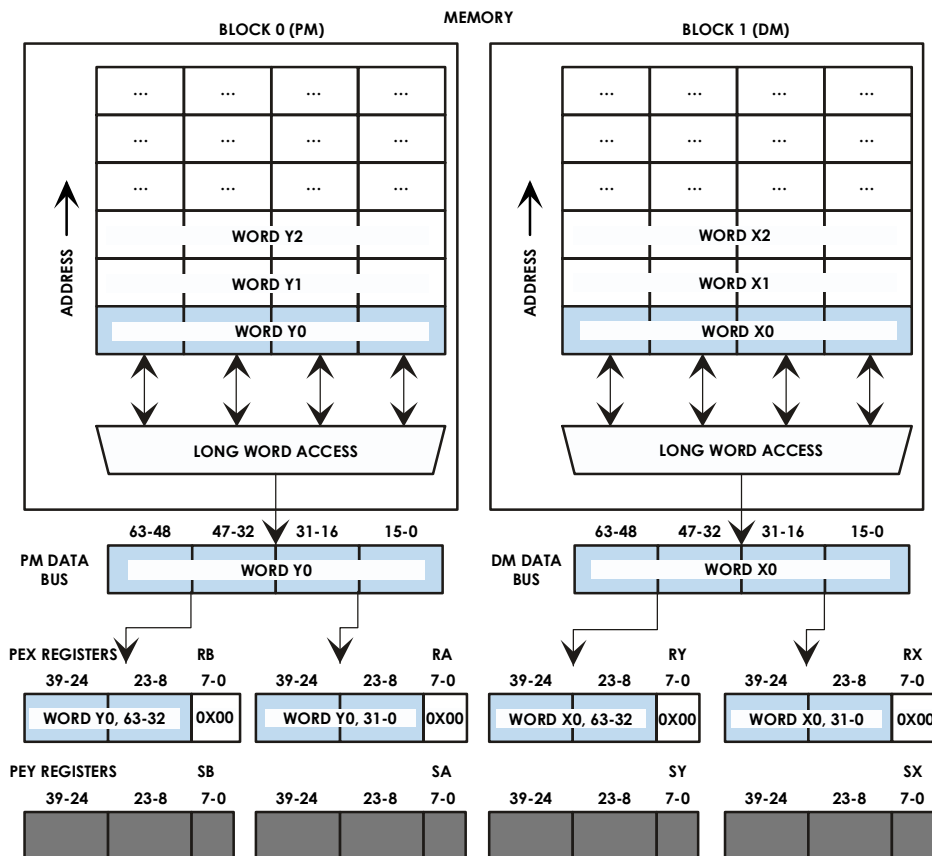 MEMORY
BLOCK 0 (PM) BLOCK 1 (DM)
... ... ... ... ... ... ... ...
... ... ... ... ... ... ... ...
... ... ... ... ... ... ... ...
WORD Y2 WORD X2
WORD Y1 WORD X1
ADDRESS ADDRESS
WORD Y0 WORD X0
LONG WORD ACCESS LONG WORD ACCESS
63-48 47-32 31-16 15-0 63-48 47-32 31-16 15-0
PM DATA BUS WORD Y0 DM DATA BUS WORD X0
PEX REGISTERS RB RA RY RX
39-24 23-8 7-0 39-24 23-8 7-0 39-24 23-8 7-0 39-24 23-8 7-0
WORD Y0, 63-32 0X00 WORD Y0, 31-0 0X00 WORD X0, 63-32 0X00 WORD X0, 31-0 0X00
PEY REGISTERS SB SA SY SX
39-24 23-8 7-0 39-24 23-8 7-0 39-24 23-8 7-0 39-24 23-8 7-0